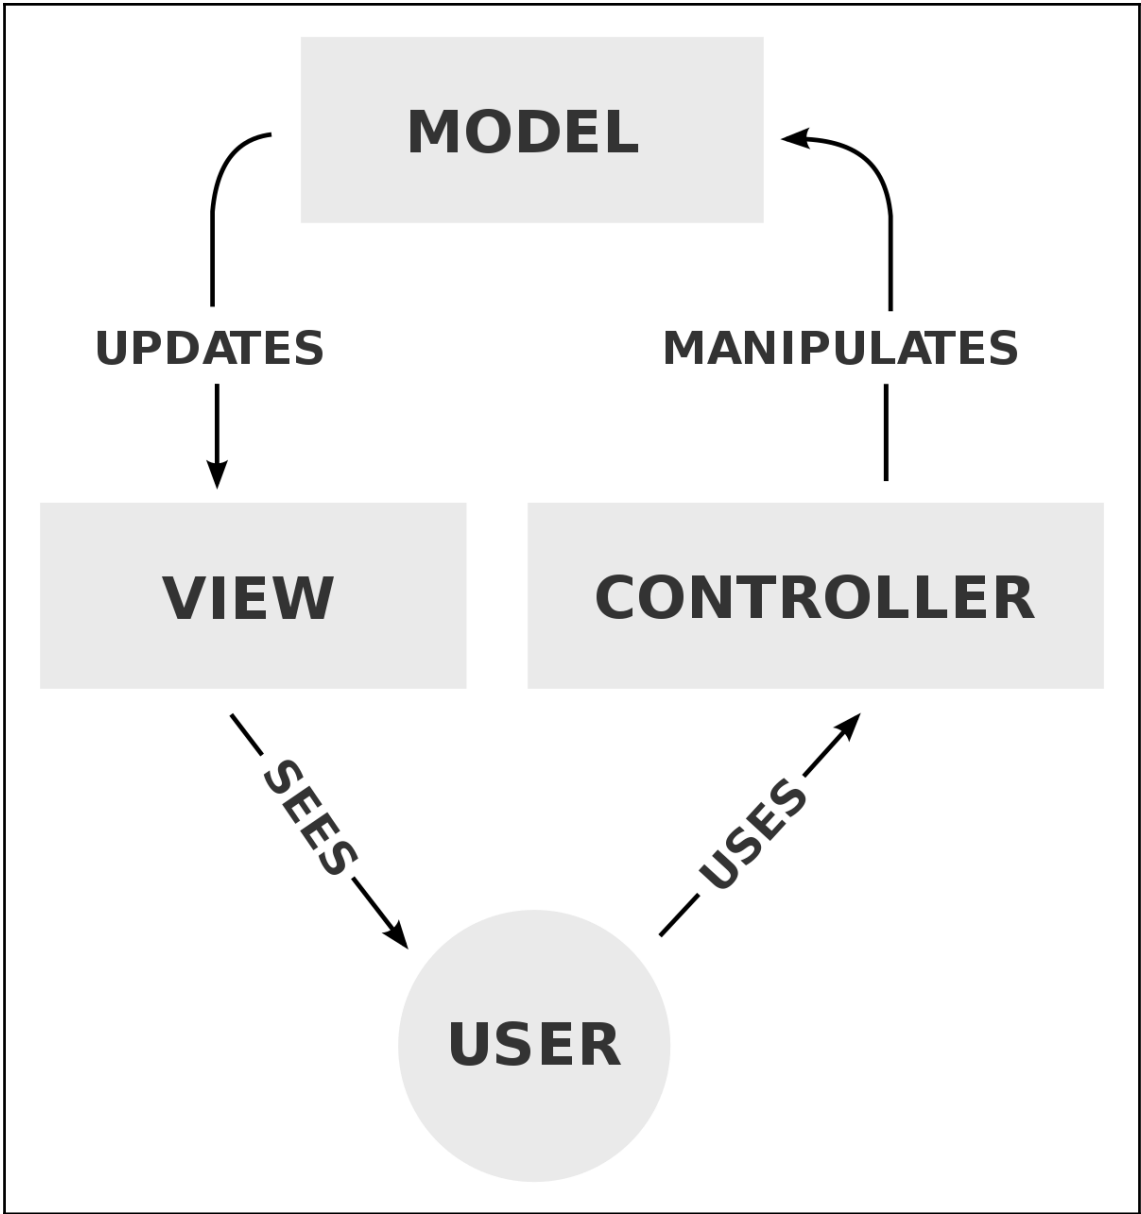 MODEL
UPDATES
MANIPULATES
VIEW
CONTROLLER
SEES
USES
USER